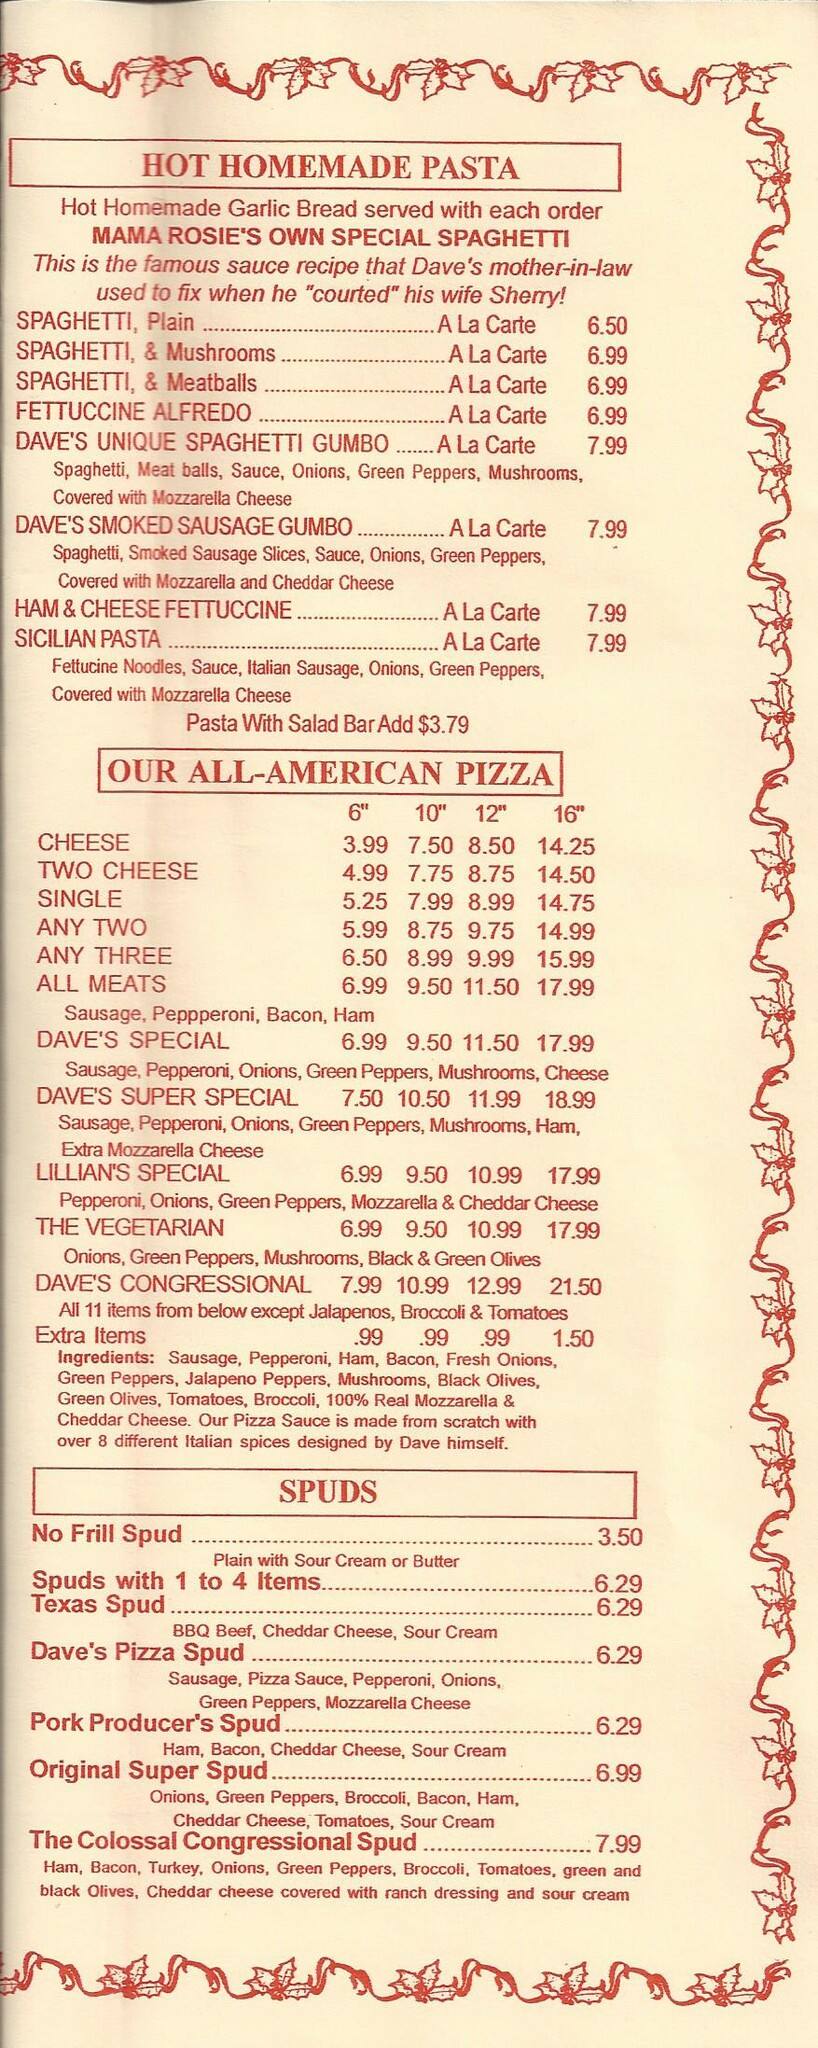 HOT HOMEMADE PASTA
Hot Homemade Garlic Bread served with each order
MAMA ROSIE'S OWN SPECIAL SPAGHETTI
This is the famous sauce recipe that Dave's mother-in-law
used to fix when he "courted" his wife Sherry!
SPAGHETTI, Plain ........................................... A La Carte 6.50
SPAGHETTI, & Mushrooms .............................. A La Carte 6.99
SPAGHETTI, & Meatballs ................................. A La Carte 6.99
FETTUCCINE ALFREDO .................................. A La Carte 6.99
DAVE'S UNIQUE SPAGHETTI GUMBO ....... A La Carte 7.99
Spaghetti, Meat balls, Sauce, Onions, Green Peppers, Mushrooms,
Covered with Mozzarella Cheese
DAVE'S SMOKED SAUSAGE GUMBO ................ A La Carte 7.99
Spaghetti, Smoked Sausage Slices, Sauce, Onions, Green Peppers,
Covered with Mozzarella and Cheddar Cheese
HAM & CHEESE FETTUCCINE .......................... A La Carte 7.99
SICILIAN PASTA .................................................. A La Carte 7.99
Fettucine Noodles, Sauce, Italian Sausage, Onions, Green Peppers,
Covered with Mozzarella Cheese
Pasta With Salad Bar Add $3.79
OUR ALL-AMERICAN PIZZA
6" 10" 12" 16"
CHEESE 3.99 7.50 8.50 14.25
TWO CHEESE 4.99 7.75 8.75 14.50
SINGLE 5.25 7.99 8.99 14.75
ANY TWO 5.99 8.75 9.75 14.99
ANY THREE 6.50 8.99 9.99 15.99
ALL MEATS 6.99 9.50 11.50 17.99
Sausage, Peppperoni, Bacon, Ham
DAVE'S SPECIAL 6.99 9.50 11.50 17.99
Sausage, Pepperoni, Onions, Green Peppers, Mushrooms, Cheese
DAVE'S SUPER SPECIAL 7.50 10.50 11.99 18.99
Sausage, Pepperoni, Onions, Green Peppers, Mushrooms, Ham,
Extra Mozzarella Cheese
LILLIAN'S SPECIAL 6.99 9.50 10.99 17.99
Pepperoni, Onions, Green Peppers, Mozzarella & Cheddar Cheese
THE VEGETARIAN 6.99 9.50 10.99 17.99
Onions, Green Peppers, Mushrooms, Black & Green Olives
DAVE'S CONGRESSIONAL 7.99 10.99 12.99 21.50
All 11 items from below except Jalapenos, Broccoli & Tomatoes
Extra Items .99 .99 .99 1.50
Ingredients: Sausage, Pepperoni, Ham, Bacon, Fresh Onions,
Green Peppers, Jalapeno Peppers, Mushrooms, Black Olives,
Green Olives, Tomatoes, Broccoli, 100% Real Mozzarella &
Cheddar Cheese. Our Pizza Sauce is made from scratch with
over 8 different Italian spices designed by Dave himself.
SPUDS
No Frill Spud ............................................................ 3.50
Plain with Sour Cream or Butter
Spuds with 1 to 4 Items........................................6.29
Texas Spud .............................................................. 6.29
BBQ Beef, Cheddar Cheese, Sour Cream
Dave's Pizza Spud .................................................... 6.29
Sausage, Pizza Sauce, Pepperoni, Onions,
Green Peppers, Mozzarella Cheese
Pork Producer's Spud............................................. 6.29
Ham, Bacon, Cheddar Cheese, Sour Cream
Original Super Spud............................................... 6.99
Onions, Green Peppers, Broccoli, Bacon, Ham,
Cheddar Cheese, Tomatoes, Sour Cream
The Colossal Congressional Spud ........................ 7.99
Ham, Bacon, Turkey, Onions, Green Peppers, Broccoli, Tomatoes, green and
black Olives, Cheddar cheese covered with ranch dressing and sour cream